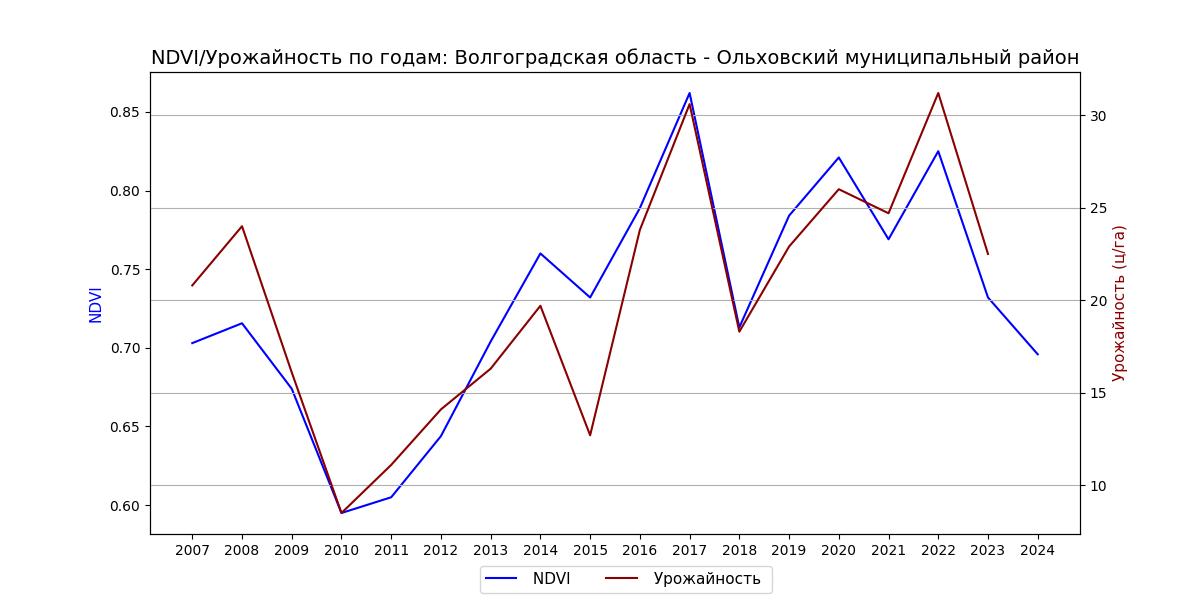 NDVI/Урожайность по годам: Волгоградская область - Ольховский муниципальный район
0.85
0.80
0.75
0.70
0.65
0.60
NDVI
30
25
20
15
10
Урожайность (ц/га)
2007 2008 2009 2010 2011 2012 2013 2014 2015 2016 2017 2018 2019 2020 2021 2022 2023 2024
NDVI Урожайность